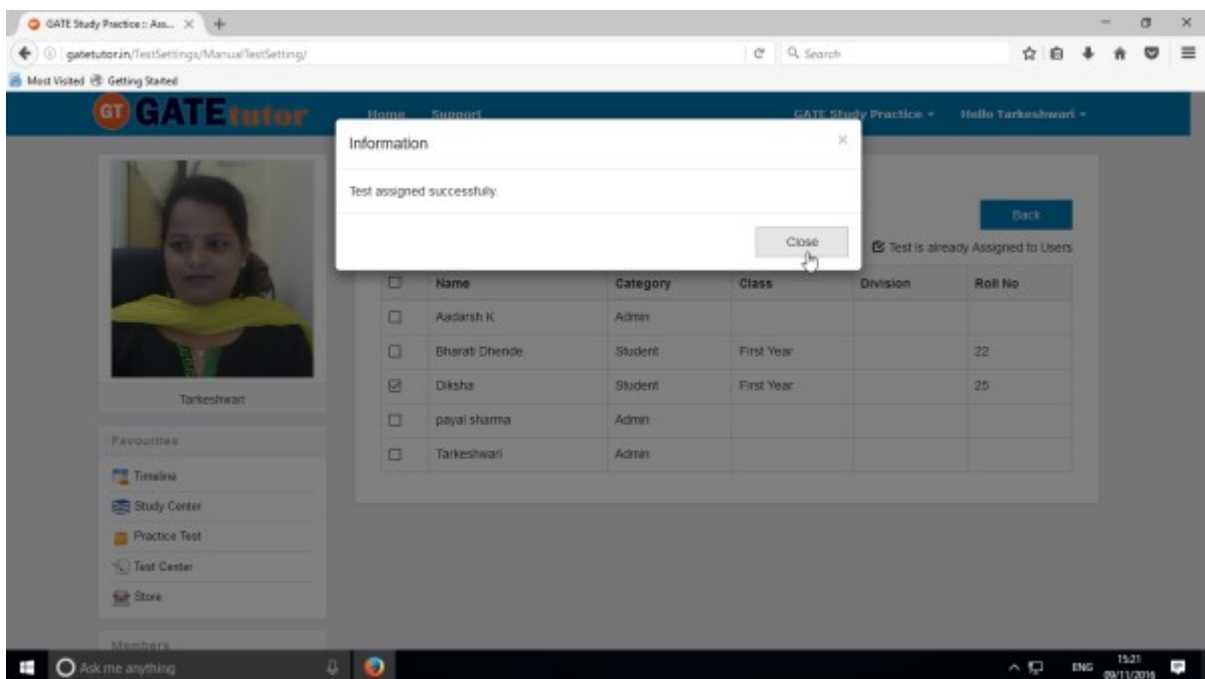 GATE Study Practice :: Ass...
gatetutor.in/TestSettings/ManualTestSetting/
Search
Most Visited Getting Started
GT GATEtutor Home Support GATE Study Practice Hello Tarkeshwari
Information
Test assigned successfully.
Close
Back
Test is already Assigned to Users
Name Category Class Division Roll No
Aadarsh K Admin
Bharati Dhende Student First Year 22
Diksha Student First Year 25
payal sharma Admin
Tarkeshwari Admin
Tarkeshwari
Favourites
Timeline
Study Center
Practice Test
Test Center
Store
Members
Ask me anything
ENG 15:21
09/11/2016